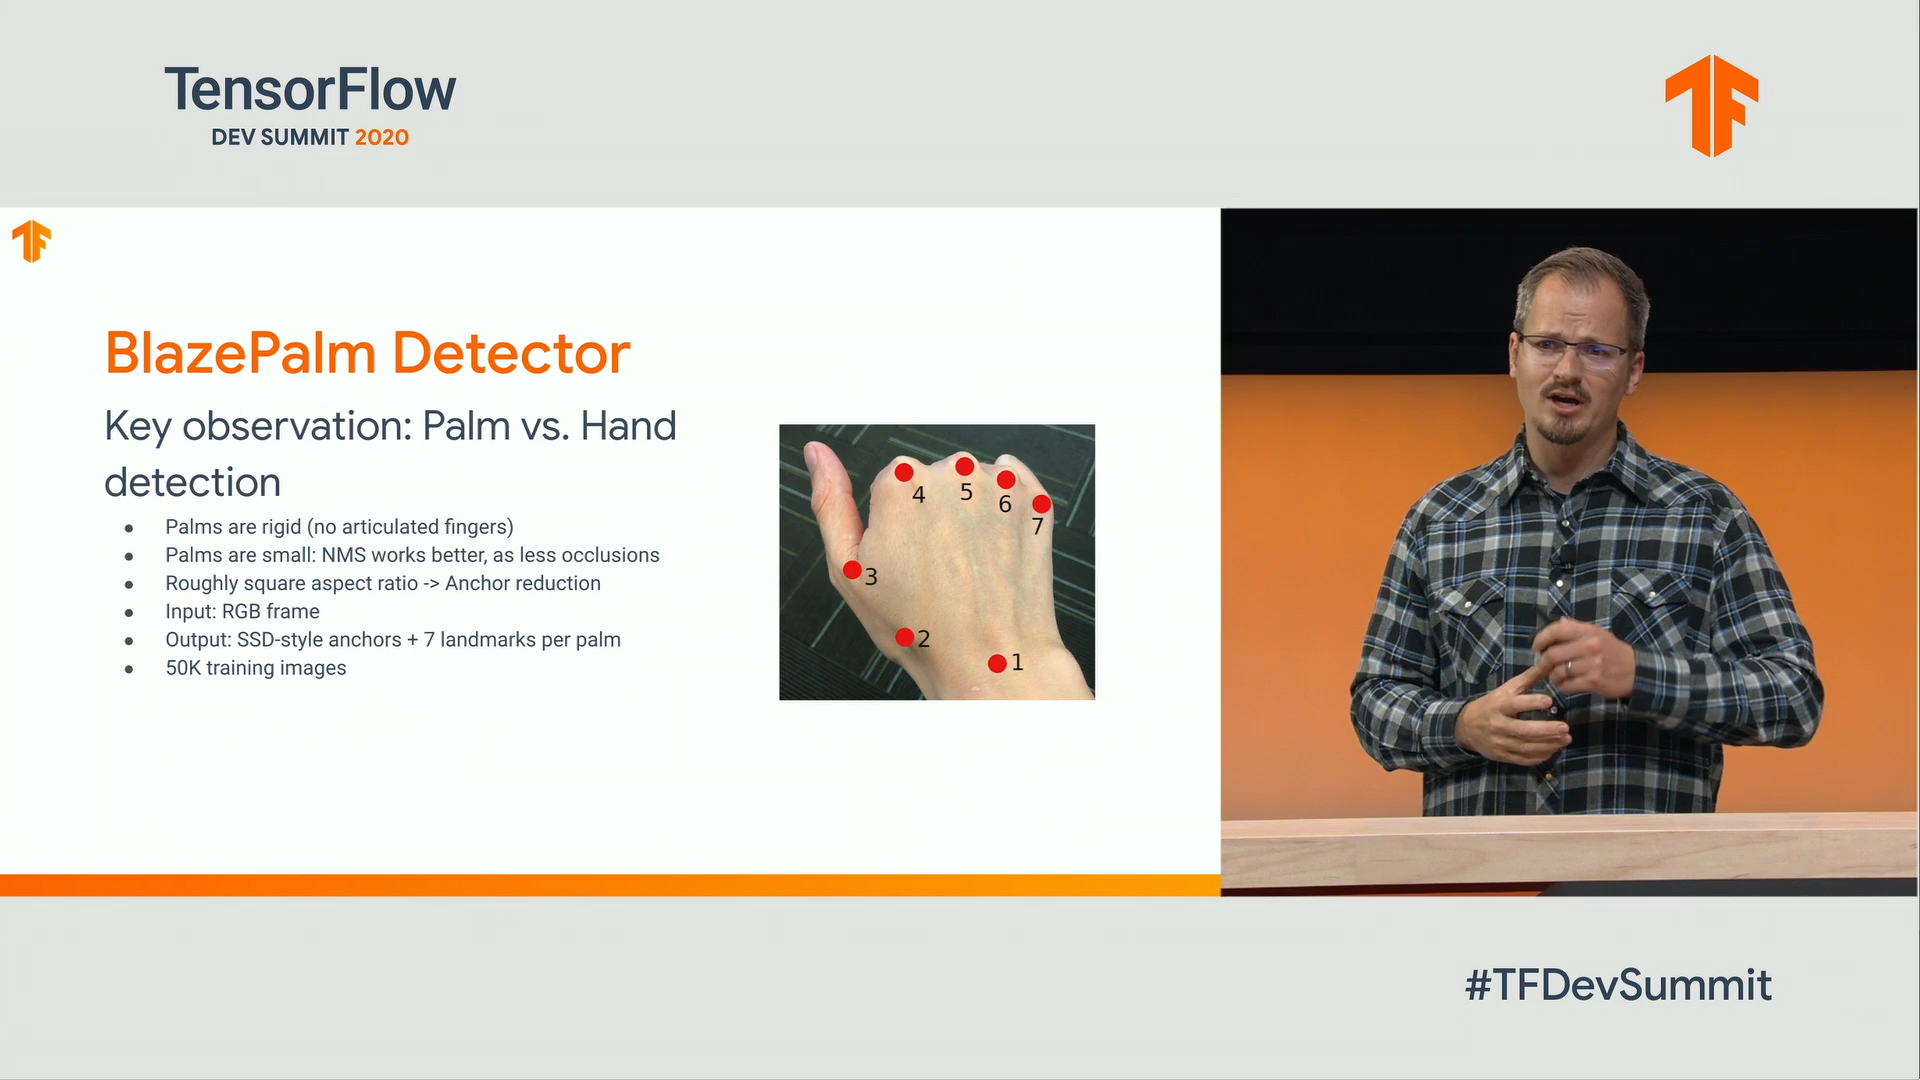 TensorFlow
DEV SUMMIT 2020
BlazePalm Detector
Key observation: Palm vs. Hand
detection
● Palms are rigid (no articulated fingers)
● Palms are small: NMS works better, as less occlusions
● Roughly square aspect ratio -> Anchor reduction
● Input: RGB frame
● Output: SSD-style anchors + 7 landmarks per palm
● 50K training images
4
5
6
7
3
2
1
#TFDevSummit